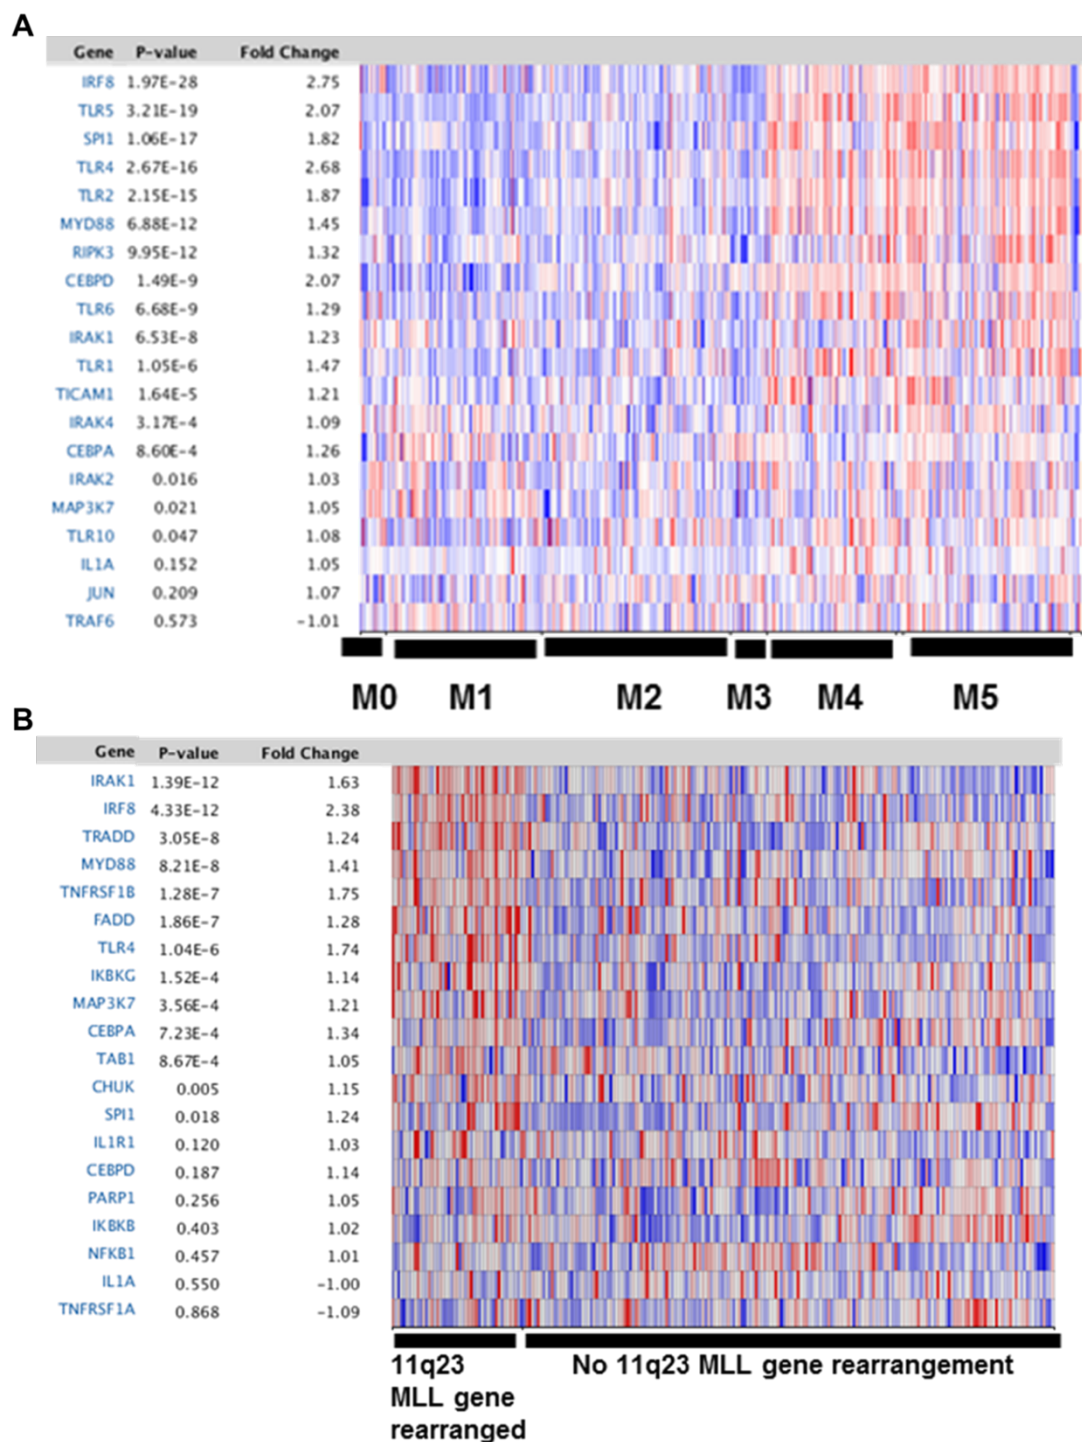 A
Gene P-value Fold Change
IRF8 1.97E-28 2.75
TLR5 3.21E-19 2.07
SPI1 1.06E-17 1.82
TLR4 2.67E-16 2.68
TLR2 2.15E-15 1.87
MYD88 6.88E-12 1.45
RIPK3 9.95E-12 1.32
CEBPD 1.49E-9 2.07
TLR6 6.68E-9 1.29
IRAK1 6.53E-8 1.23
TLR1 1.05E-6 1.47
TICAM1 1.64E-5 1.21
IRAK4 3.17E-4 1.09
CEBPA 8.60E-4 1.26
IRAK2 0.016 1.03
MAP3K7 0.021 1.05
TLR10 0.047 1.08
IL1A 0.152 1.05
JUN 0.209 1.07
TRAF6 0.573 -1.01
M0 M1 M2 M3 M4 M5
B
Gene P-value Fold Change
IRAK1 1.39E-12 1.63
IRF8 4.33E-12 2.38
TRADD 3.05E-8 1.24
MYD88 8.21E-8 1.41
TNFRSF1B 1.28E-7 1.75
FADD 1.86E-7 1.28
TLR4 1.04E-6 1.74
IKBKG 1.52E-4 1.14
MAP3K7 3.56E-4 1.21
CEBPA 7.23E-4 1.34
TAB1 8.67E-4 1.05
CHUK 0.005 1.15
SPI1 0.018 1.24
IL1R1 0.120 1.03
CEBPD 0.187 1.14
PARP1 0.256 1.05
IKBKB 0.403 1.02
NFKB1 0.457 1.01
IL1A 0.550 -1.00
TNFRSF1A 0.868 -1.09
11q23 No 11q23 MLL gene rearrangement
MLL gene
rearranged